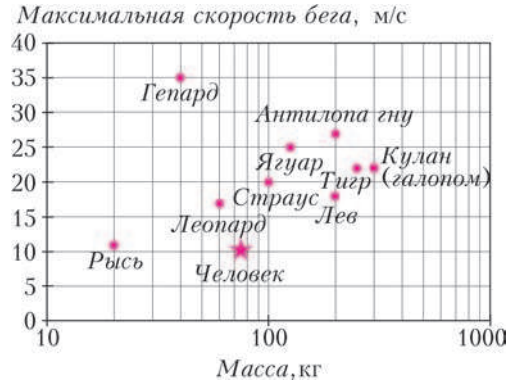 Максимальная скорость бега, м/с
40
35
Гепард
30
Антилопа гну
25
Ягуар
Кулан
Тигр (галопом)
20
Страус
Лев
15
Леопард
10
Рысь
Человек
5
0
10
100
1000
Масса, кг